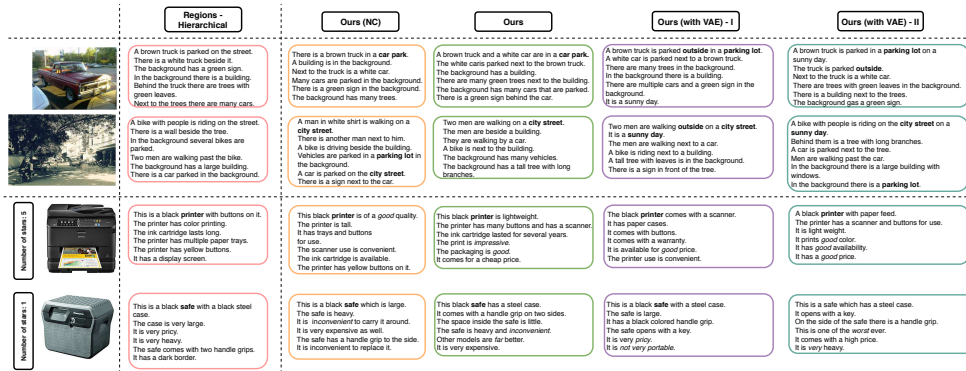 Regions - Hierarchical
Ours (NC)
Ours
Ours (with VAE) - I
Ours (with VAE) - II
A brown truck is parked on the street.
There is a white truck beside it.
The background has a green sign.
In the background there is a building.
Behind the truck there are trees with
green leaves.
Next to the trees there are many cars.
There is a brown truck in a car park.
A building is in the background.
Next to the truck is a white car.
Many cars are parked in the background.
There is a green sign in the background.
The background has many trees.
A brown truck and a white car are in a car park.
The white caris parked next to the brown truck.
The background has a building.
There are many green trees next to the building.
The background has many cars that are parked.
There is a green sign behind the car.
A brown truck is parked outside in a parking lot.
A white car is parked next to a brown truck.
There are many trees in the background.
In the background there is a building.
There are multiple cars and a green sign in the
background.
It is a sunny day.
A brown truck is parked in a parking lot on a
sunny day.
The truck is parked outside.
Next to the truck is a white car.
There are trees with green leaves in the background.
There is a building next to the trees.
The background gas a green sign.
A bike with people is riding on the street.
There is a wall beside the tree.
In the background several bikes are
parked.
Two men are walking past the bike.
The background has a large building.
There is a car parked in the background.
A man in white shirt is walking on a
city street.
There is another man next to him.
A bike is driving beside the building.
Vehicles are parked in a parking lot in
the background.
A car is parked on the city street.
There is a sign next to the car.
Two men are walking on a city street.
The men are beside a building.
They are walking by a car.
A bike is next to the building.
The background has many vehicles.
The background has a tall tree with long
branches.
Two men are walking outside on a city street.
It is a sunny day.
The men are walking next to a car.
A bike is riding next to a building.
A tall tree with leaves is in the background.
There is a sign in front of the tree.
A bike with people is riding on the city street on a
sunny day.
Behind them is a tree with long branches.
A car is parked next to the tree.
Men are walking past the car.
In the background there is a large building with
windows.
In the background there is a parking lot.
Number of stars: 5
This is a black printer with buttons on it.
The printer has color printing.
The ink cartridge lasts long.
The printer has multiple paper trays.
The printer has yellow buttons.
It has a display screen.
This black printer is of a good quality.
The printer is tall.
It has trays and buttons
for use.
The scanner use is convenient.
The ink cartridge is available.
The printer has yellow buttons on it.
This black printer is lightweight.
The printer has many buttons and has a scanner.
The ink cartridge lasted for several years.
The print is impressive.
The packaging is good.
It comes for a cheap price.
The black printer comes with a scanner.
It has paper cases.
It comes with buttons.
It comes with a warranty.
It is available for good price.
The printer use is convenient.
A black printer with paper feed.
The printer has a scanner and buttons for use.
It is light weight.
It prints good color.
It has good availability.
It has a good price.
Number of stars: 1
This is a black safe with a black steel
case.
The case is very large.
It is very pricy.
It is very heavy.
The safe comes with two handle grips.
It has a dark border.
This is a black safe which is large.
The safe is heavy.
It is inconvenient to carry it around.
It is very expensive as well.
The safe has a handle grip to the side.
It is inconvenient to replace it.
This black safe has a steel case.
It comes with a handle grip on two sides.
The space inside the safe is little.
The safe is heavy and inconvenient.
Other models are far better.
It is very expensive.
This is a black safe with a steel case.
The safe is large.
It has a black colored handle grip.
The safe opens with a key.
It is very pricy.
It is not very portable.
This is a safe which has a steel case.
It opens with a key.
On the side of the safe there is a handle grip.
This is one of the worst ever.
It comes with a high price.
It is very heavy.